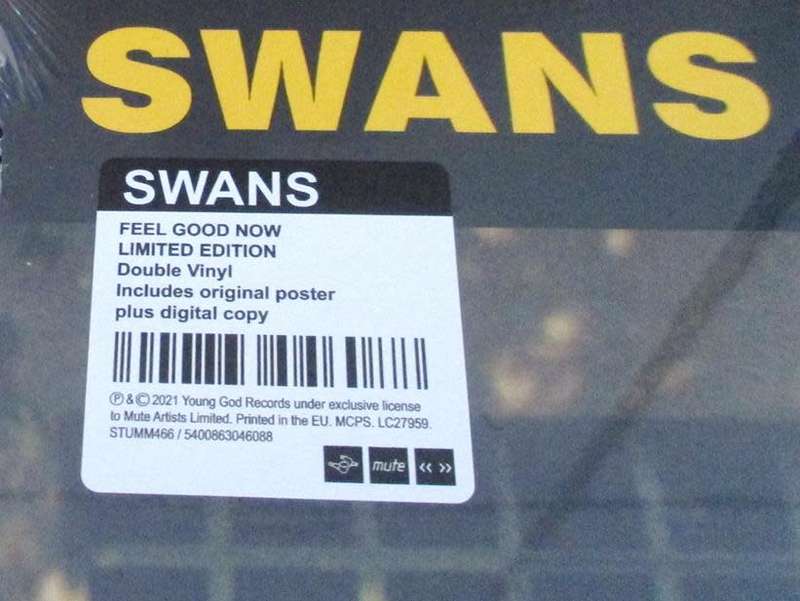 SWANS
SWANS
FEEL GOOD NOW
LIMITED EDITION
Double Vinyl
Includes original poster
plus digital copy
℗ & © 2021 Young God Records under exclusive license
to Mute Artists Limited. Printed in the EU. MCPS. LC27959.
STUMM466 / 5400863046088
mute << >>